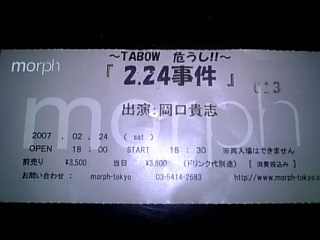 morph
～TABOW 危うし!!～
『 2.24事件 』
013
morph
出演：岡口貴志
2007 . 02 . 24 ( sat )
OPEN 18：00 START 18：30 ※再入場はできません
前売り ¥3,500 当日 ¥3,800 (ドリンク代別途) [ 消費税込み ]
お問い合わせ： morph-tokyo 03-5414-2683 http://www.morph-tokyo.c